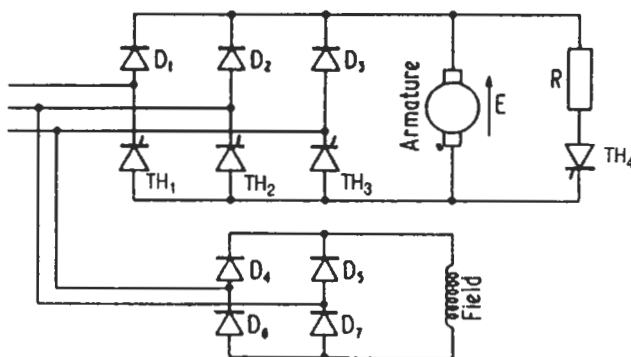 D₁
D₂
D₃
Armature
E
R
TH₁
TH₂
TH₃
TH₄
D₄
D₅
Field
D₆
D₇